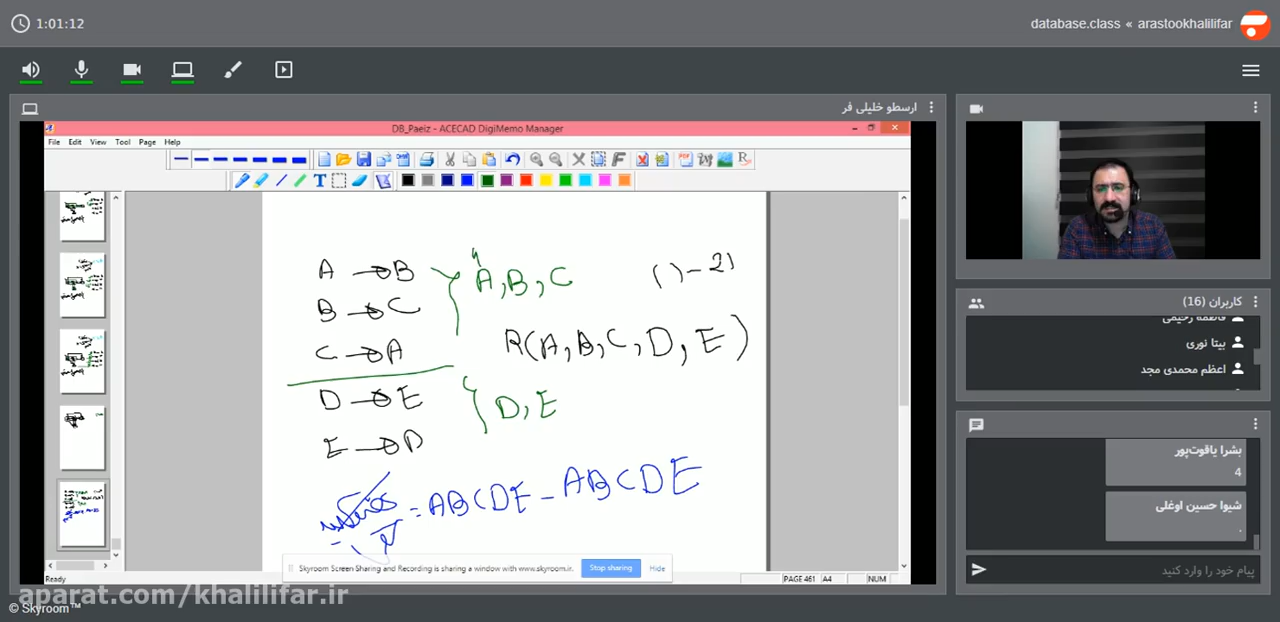 1:01:12
database.class « arastookhalilifar
ارسطو خلیلی فر
DB_Paeiz - ACECAD DigiMemo Manager
File Edit View Tool Page Help
A → B
B → C
C → A
D → E
E → D
A, B, C
R(A, B, C, D, E)
D, E
= ABCDE - ABCDE
Skyroom Screen Sharing and Recording is sharing a window with www.skyroom.ir.
Stop sharing
Hide
Ready
PAGE 461 A4 NUM
کاربران (16)
فاطمه رحیمی
بیتا نوری
اعظم محمدی مجد
بشرا یاقوت‌پور
4
شیوا حسین اوغلی
.
پیام خود را وارد کنید
© Skyroom™
aparat.com/khalilifar.ir